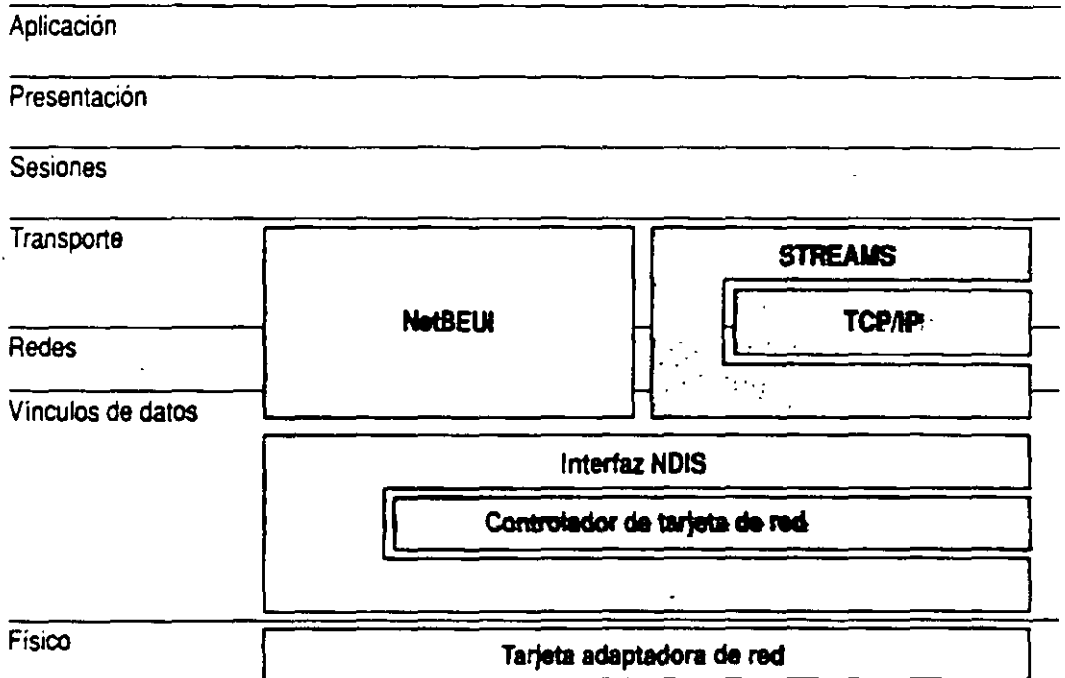 Aplicación
Presentación
Sesiones
Transporte
STREAMS
NetBEUI
TCP/IP
Redes
Vínculos de datos
Interfaz NDIS
Controlador de tarjeta de red
Físico
Tarjeta adaptadora de red